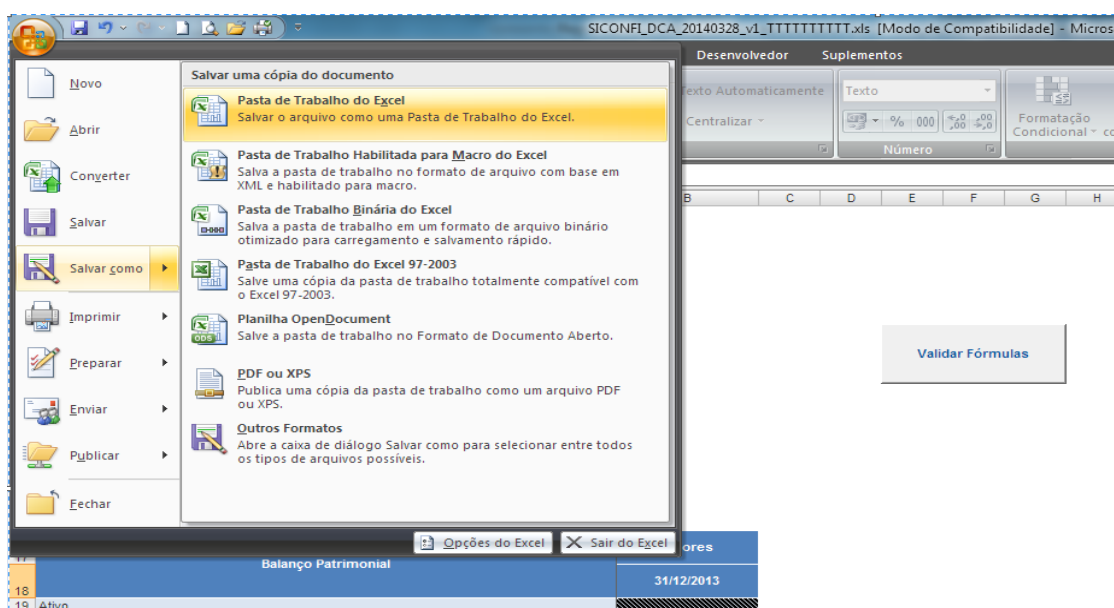 SICONFI_DCA_20140328_v1_TTTTTTTTTT.xls [Modo de Compatibilidade] - Micros
Desenvolvedor Suplementos
Novo
Abrir
Converter
Salvar
Salvar como
Imprimir
Preparar
Enviar
Publicar
Fechar
Salvar uma cópia do documento
Pasta de Trabalho do Excel
Salvar o arquivo como uma Pasta de Trabalho do Excel.
Pasta de Trabalho Habilitada para Macro do Excel
Salva a pasta de trabalho no formato de arquivo com base em
XML e habilitado para macro.
Pasta de Trabalho Binária do Excel
Salva a pasta de trabalho em um formato de arquivo binário
otimizado para carregamento e salvamento rápido.
Pasta de Trabalho do Excel 97-2003
Salve uma cópia da pasta de trabalho totalmente compatível com
o Excel 97-2003.
Planilha OpenDocument
Salve a pasta de trabalho no Formato de Documento Aberto.
PDF ou XPS
Publica uma cópia da pasta de trabalho como um arquivo PDF
ou XPS.
Outros Formatos
Abre a caixa de diálogo Salvar como para selecionar entre todos
os tipos de arquivos possíveis.
Opções do Excel Sair do Excel
Texto Automaticamente
Centralizar
Texto
% 000
Número
Formatação
Condicional
B C D E F G H
Validar Fórmulas
ores
17 Balanço Patrimonial
18 31/12/2013
19 Ativo